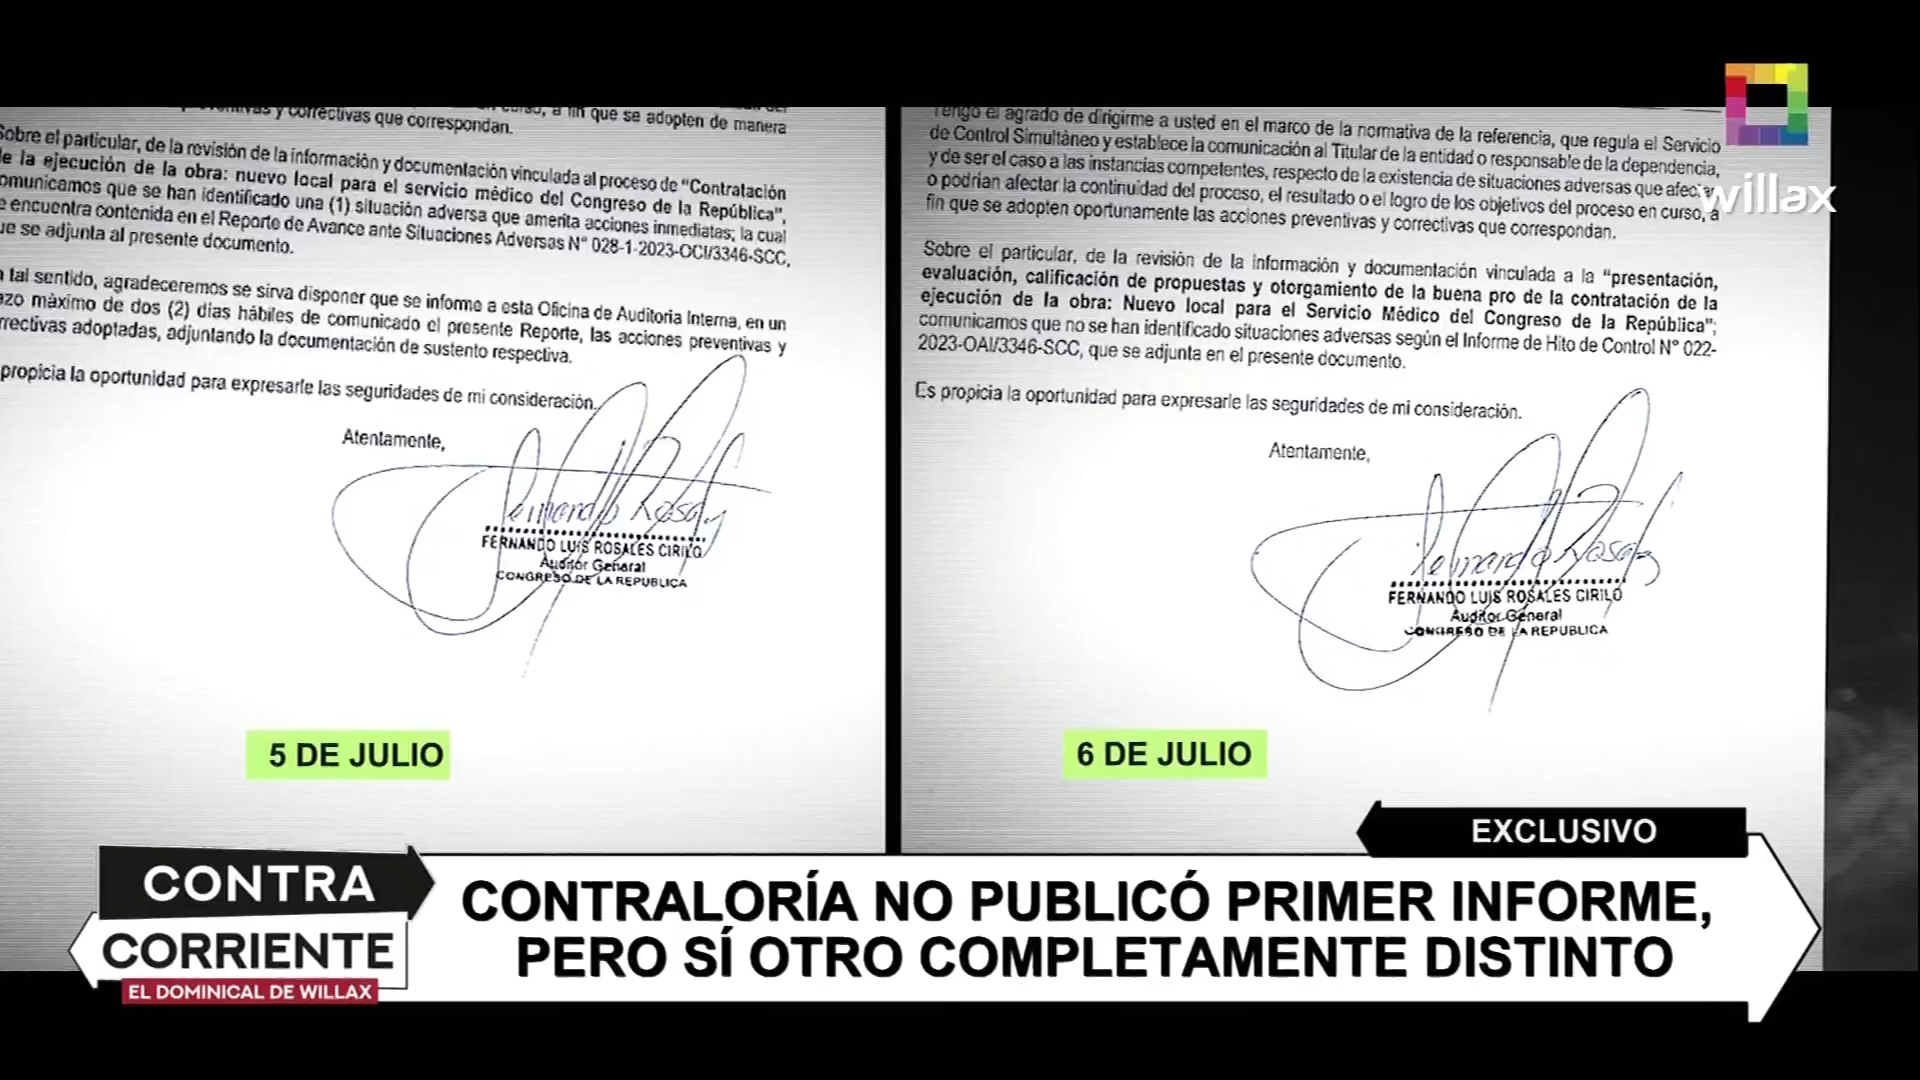 correctivas que correspondan.
a fin que se adopten de manera
Sobre el particular, de la revisión de la información y documentación vinculada al proceso de "Contratación
de la ejecución de la obra: nuevo local para el servicio médico del Congreso de la República",
comunicamos que se han identificado una (1) situación adversa que amerita acciones inmediatas; la cual
se encuentra contenida en el Reporte de Avance ante Situaciones Adversas N° 028-1-2023-OCI/3346-SCC,
que se adjunta al presente documento.
tal sentido, agradeceremos se sirva disponer que se informe a esta Oficina de Auditoría Interna, en un
máximo de dos (2) días hábiles de comunicado el presente Reporte, las acciones preventivas y
correctivas adoptadas, adjuntando la documentación de sustento respectiva.
propicia la oportunidad para expresarle las seguridades de mi consideración.
Atentamente,
Fernando Rosales
FERNANDO LUIS ROSALES CIRILO
Auditor General
CONGRESO DE LA REPUBLICA
5 DE JULIO
Tengo el agrado de dirigirme a usted en el marco de la normativa de la referencia, que regula el Servicio
de Control Simultáneo y establece la comunicación al Titular de la entidad o responsable de la dependencia,
y de ser el caso a las instancias competentes, respecto de la existencia de situaciones adversas que afectan
o podrían afectar la continuidad del proceso, el resultado o el logro de los objetivos del proceso en curso, a
fin que se adopten oportunamente las acciones preventivas y correctivas que correspondan.
Sobre el particular, de la revisión de la información y documentación vinculada a la "presentación,
evaluación, calificación de propuestas y otorgamiento de la buena pro de la contratación de la
ejecución de la obra: Nuevo local para el Servicio Médico del Congreso de la República";
comunicamos que no se han identificado situaciones adversas según el Informe de Hito de Control N° 022-
2023-OAI/3346-SCC, que se adjunta en el presente documento.
Es propicia la oportunidad para expresarle las seguridades de mi consideración.
Atentamente,
Fernando Rosales
FERNANDO LUIS ROSALES CIRILO
Auditor General
CONGRESO DE LA REPUBLICA
6 DE JULIO
willax
EXCLUSIVO
CONTRA
CORRIENTE
EL DOMINICAL DE WILLAX
CONTRALORÍA NO PUBLICÓ PRIMER INFORME,
PERO SÍ OTRO COMPLETAMENTE DISTINTO